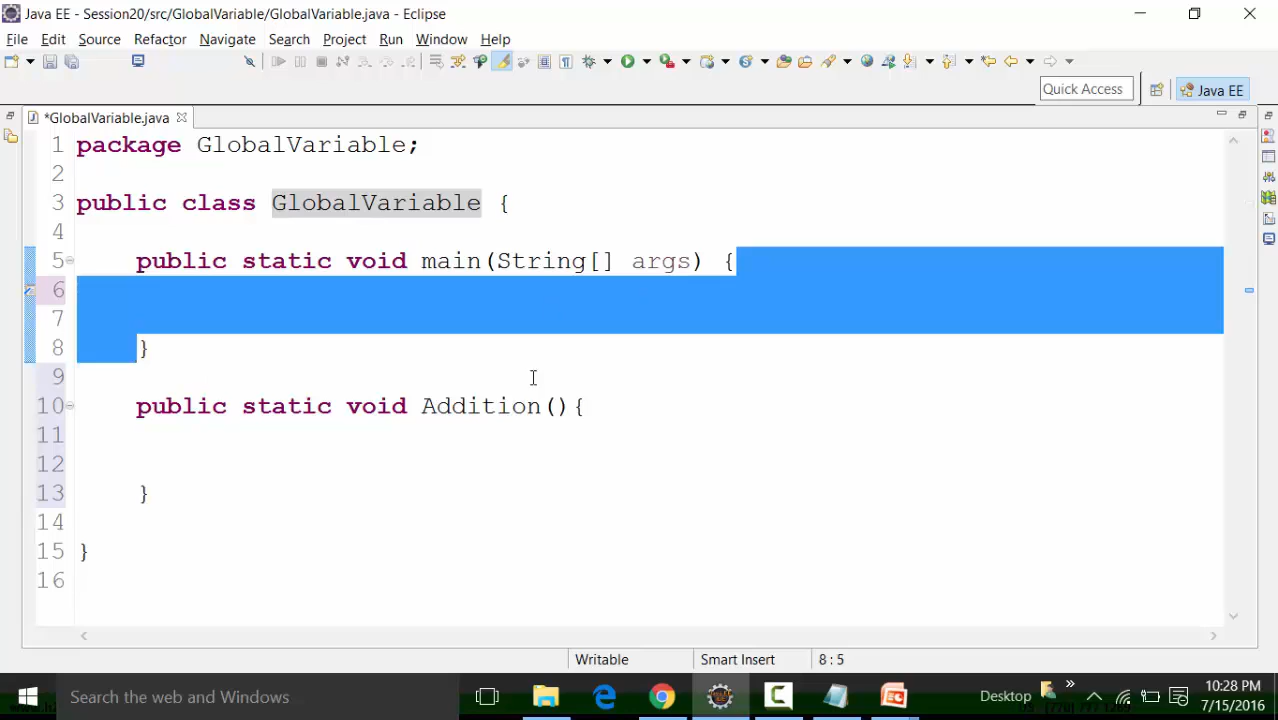 Java EE - Session20/src/GlobalVariable/GlobalVariable.java - Eclipse
File Edit Source Refactor Navigate Search Project Run Window Help
Quick Access
Java EE
*GlobalVariable.java
1 package GlobalVariable;
2
3 public class GlobalVariable {
4
5 public static void main(String[] args) {
6
7
8 }
9
10 public static void Addition(){
11
12
13 }
14
15 }
16
Writable Smart Insert 8 : 5
Search the web and Windows
Desktop
10:28 PM
7/15/2016